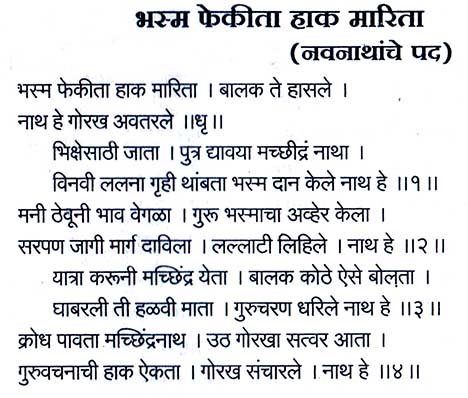 भस्म फेकीता हाक मारिता
(नवनाथांचे पद)
भस्म फेकीता हाक मारिता । बालक ते हासले ।
नाथ हे गोरख अवतरले ॥धृ॥
भिक्षेसाठी जाता । पुत्र द्यावया मच्छीद्रं नाथा ।
विनवी ललना गृही थांबता भस्म दान केले नाथ हे ॥१॥
मनी ठेवूनी भाव वेगळा । गुरू भस्माचा अव्हेर केला ।
सरपण जागी मार्ग दाविला । लल्लाटी लिहिले । नाथ हे ॥२॥
यात्रा करूनी मच्छिंद्र येता । बालक कोठे ऐसे बोलता ।
घाबरली ती हळवी माता । गुरुचरण धरिले नाथ हे ॥३॥
क्रोध पावता मच्छिंद्रनाथ । उठ गोरखा सत्वर आता ।
गुरुवचनाची हाक ऐकता । गोरख संचारले । नाथ हे ॥४॥